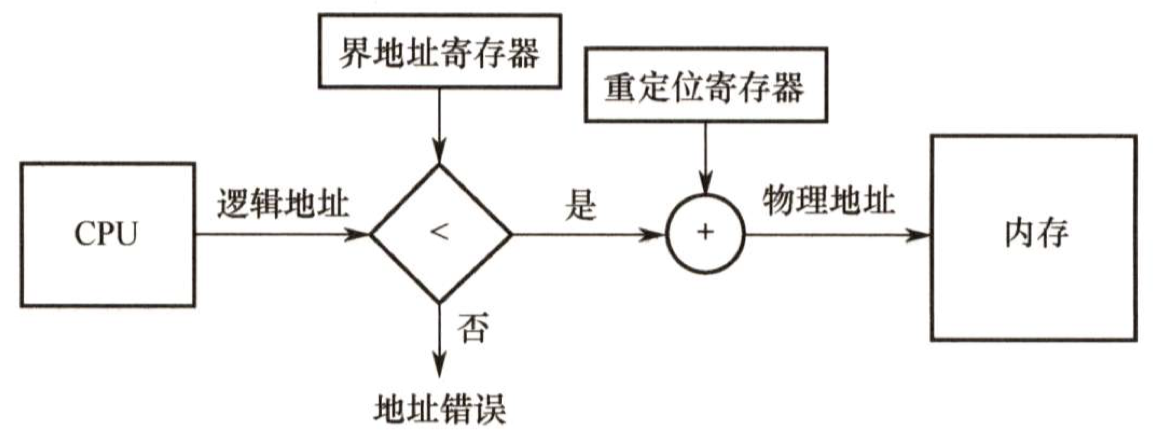 界地址寄存器
重定位寄存器
CPU
逻辑地址
<
是
+
物理地址
内存
否
地址错误